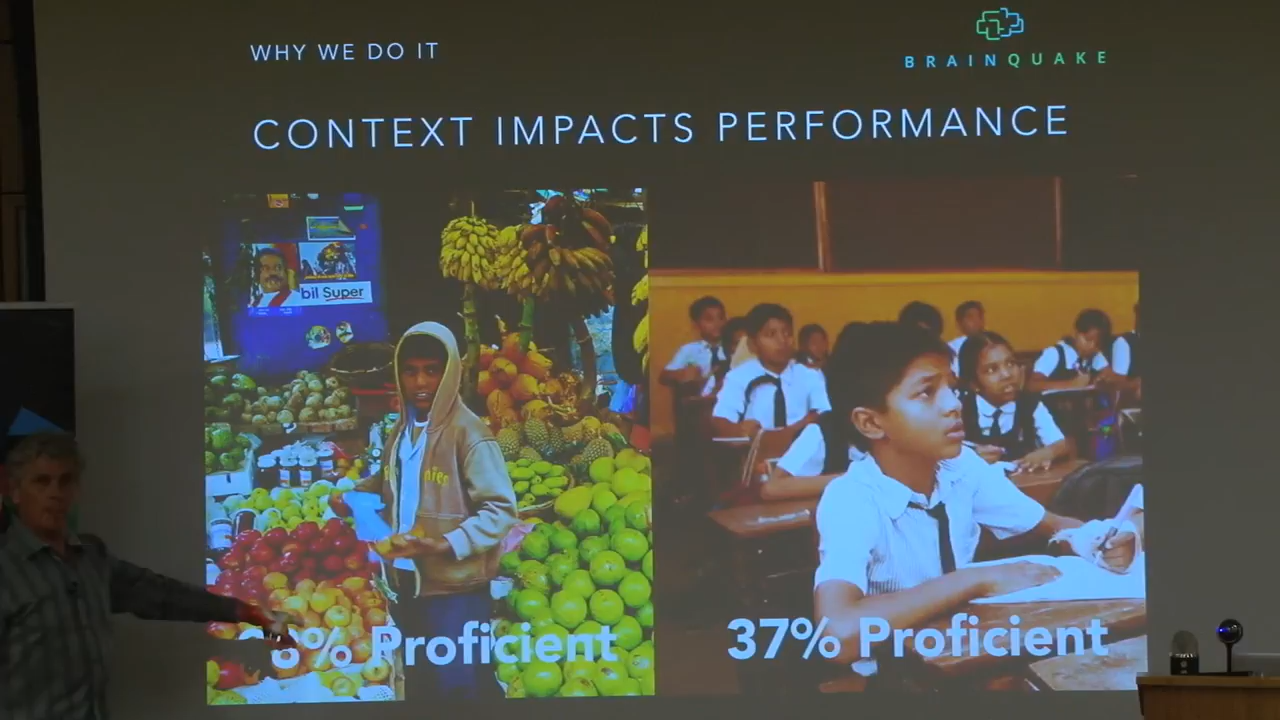 WHY WE DO IT
BRAINQUAKE
CONTEXT IMPACTS PERFORMANCE
bil Super
% Proficient
37% Proficient